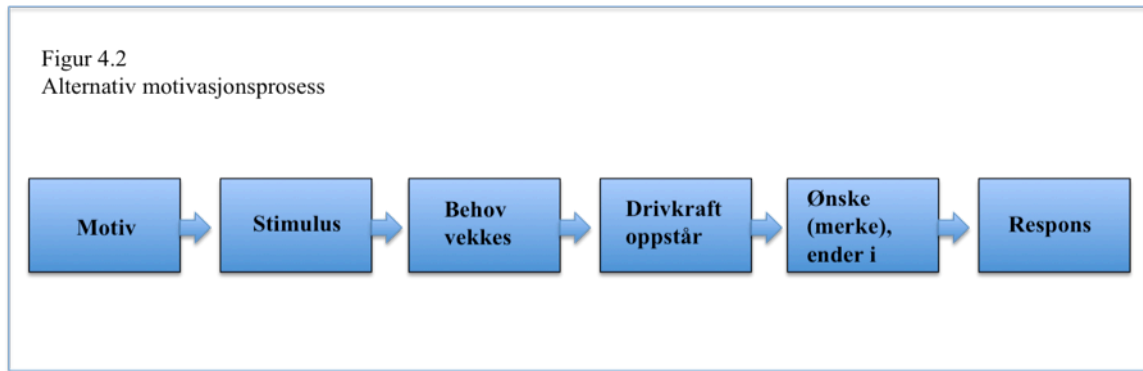 Figur 4.2
Alternativ motivasjonsprosess
Motiv
Stimulus
Behov
vekkes
Drivkraft
oppstår
Ønske
(merke),
ender i
Respons